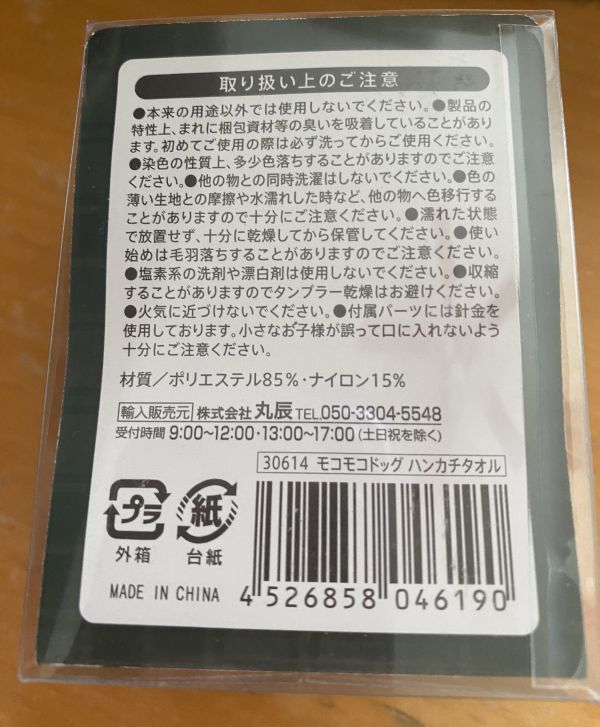 取り扱い上のご注意
●本来の用途以外では使用しないでください。●製品の
特性上、まれに梱包資材等の臭いを吸着していることがあり
ます。初めてご使用の際は必ず洗ってからご使用ください。
●染色の性質上、多少色落ちすることがありますのでご注意
ください。●他の物との同時洗濯はしないでください。●色の
薄い生地との摩擦や水濡れした時など、他の物へ色移行する
ことがありますので十分にご注意ください。●濡れた状態
で放置せず、十分に乾燥してから保管してください。●使い
始めは毛羽落ちすることがありますのでご注意ください。
●塩素系の洗剤や漂白剤は使用しないでください。●収縮
することがありますのでタンブラー乾燥はお避けください。
●火気に近づけないでください。●付属パーツには針金を
使用しております。小さなお子様が誤って口に入れないよう
十分にご注意ください。
材質／ポリエステル85%・ナイロン15%
輸入販売元 株式会社 丸辰 TEL.050-3304-5548
受付時間 9:00~12:00・13:00~17:00 (土日祝を除く)
30614 モコモコドッグ ハンカチタオル
プラ 紙
外箱 台紙
MADE IN CHINA 4 526858 046190